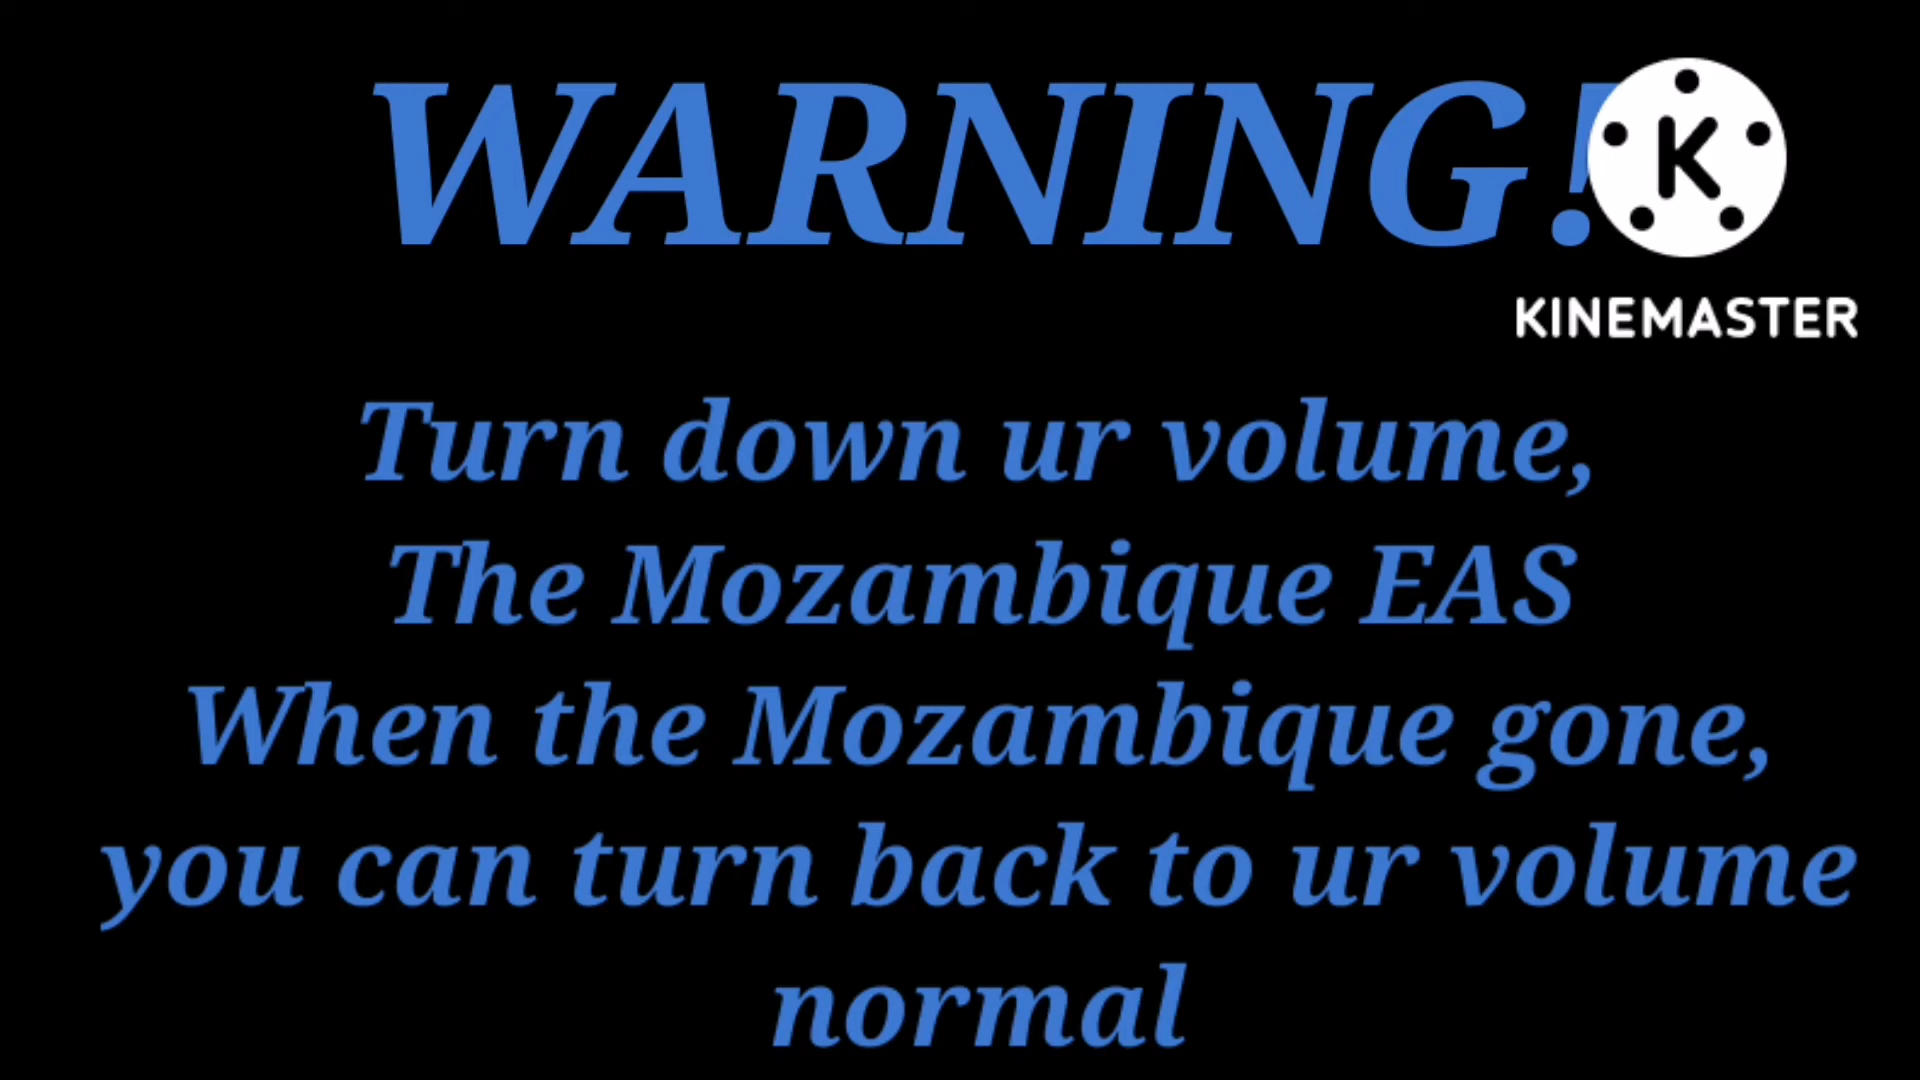 WARNING!
K
KINEMASTER
Turn down ur volume,
The Mozambique EAS
When the Mozambique gone,
you can turn back to ur volume
normal